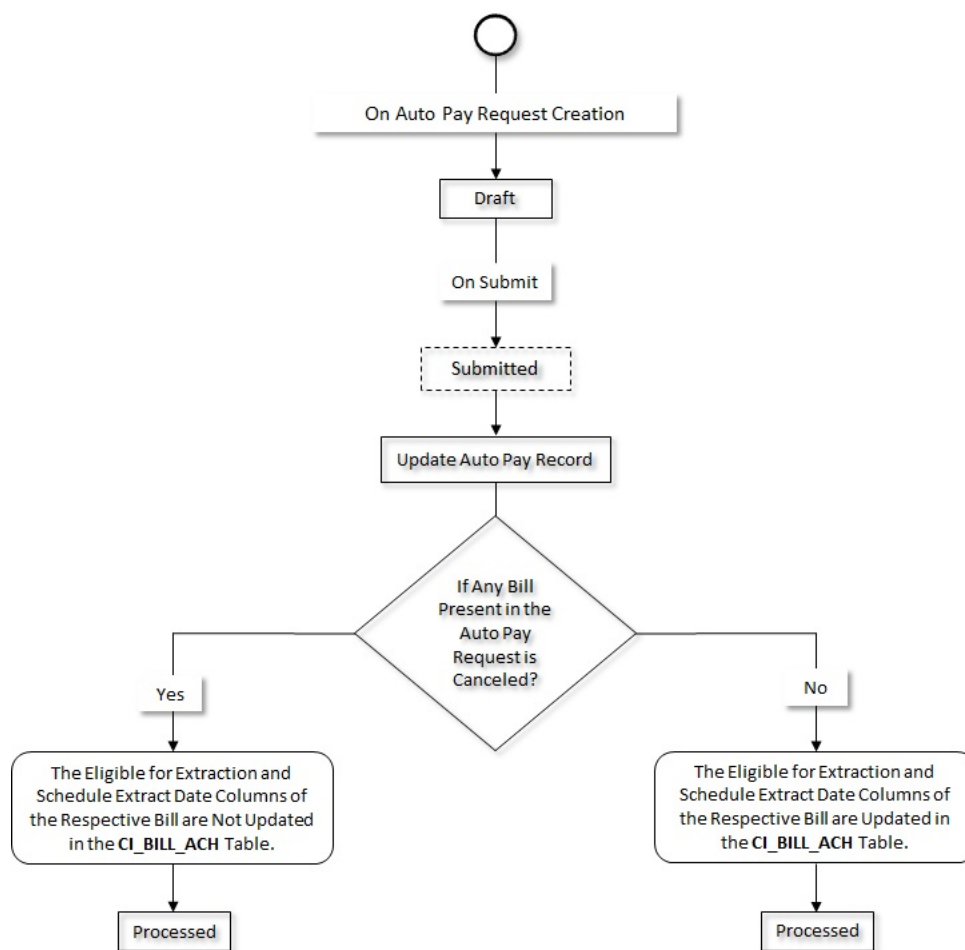 On Auto Pay Request Creation
Draft
On Submit
Submitted
Update Auto Pay Record
If Any Bill
Present in the
Auto Pay
Request is
Canceled?
Yes
No
The Eligible for Extraction and
Schedule Extract Date Columns of
the Respective Bill are Not Updated
in the CI_BILL_ACH Table.
The Eligible for Extraction and
Schedule Extract Date Columns of
the Respective Bill are Updated in
the CI_BILL_ACH Table.
Processed
Processed